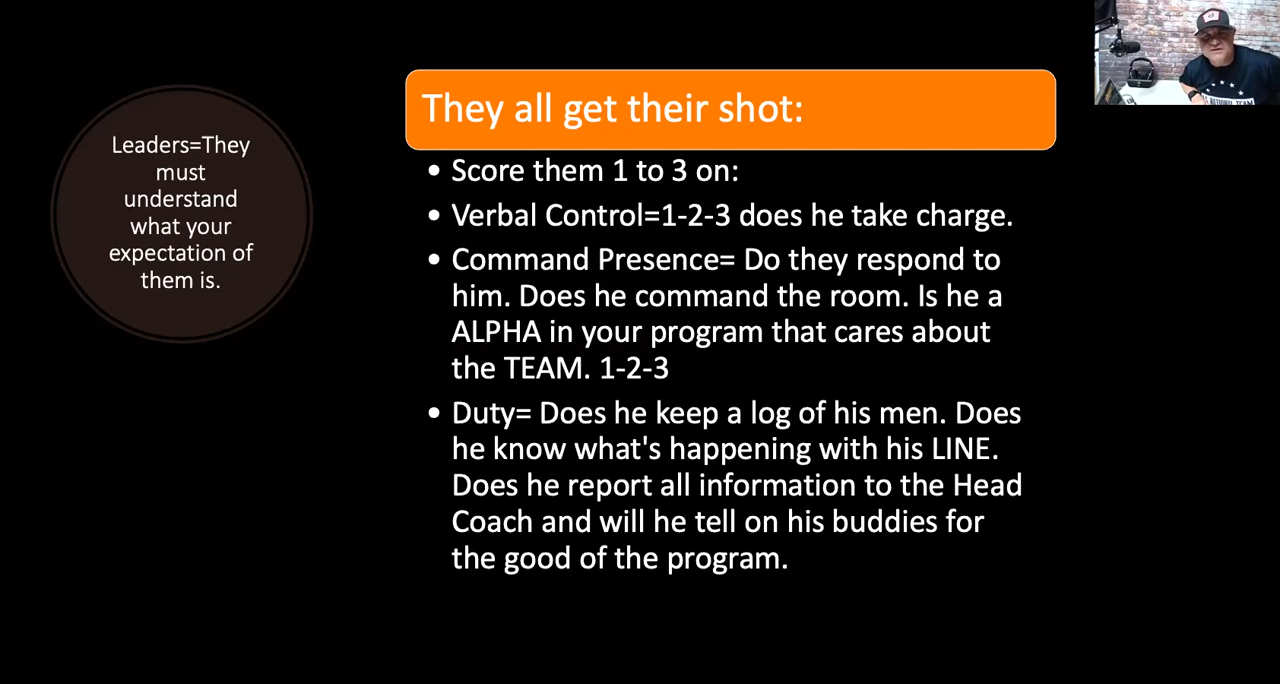 Leaders=They
must
understand
what your
expectation of
them is.
They all get their shot:
• Score them 1 to 3 on:
• Verbal Control=1-2-3 does he take charge.
• Command Presence= Do they respond to
him. Does he command the room. Is he a
ALPHA in your program that cares about
the TEAM. 1-2-3
• Duty= Does he keep a log of his men. Does
he know what's happening with his LINE.
Does he report all information to the Head
Coach and will he tell on his buddies for
the good of the program.
NATIONAL TEAM